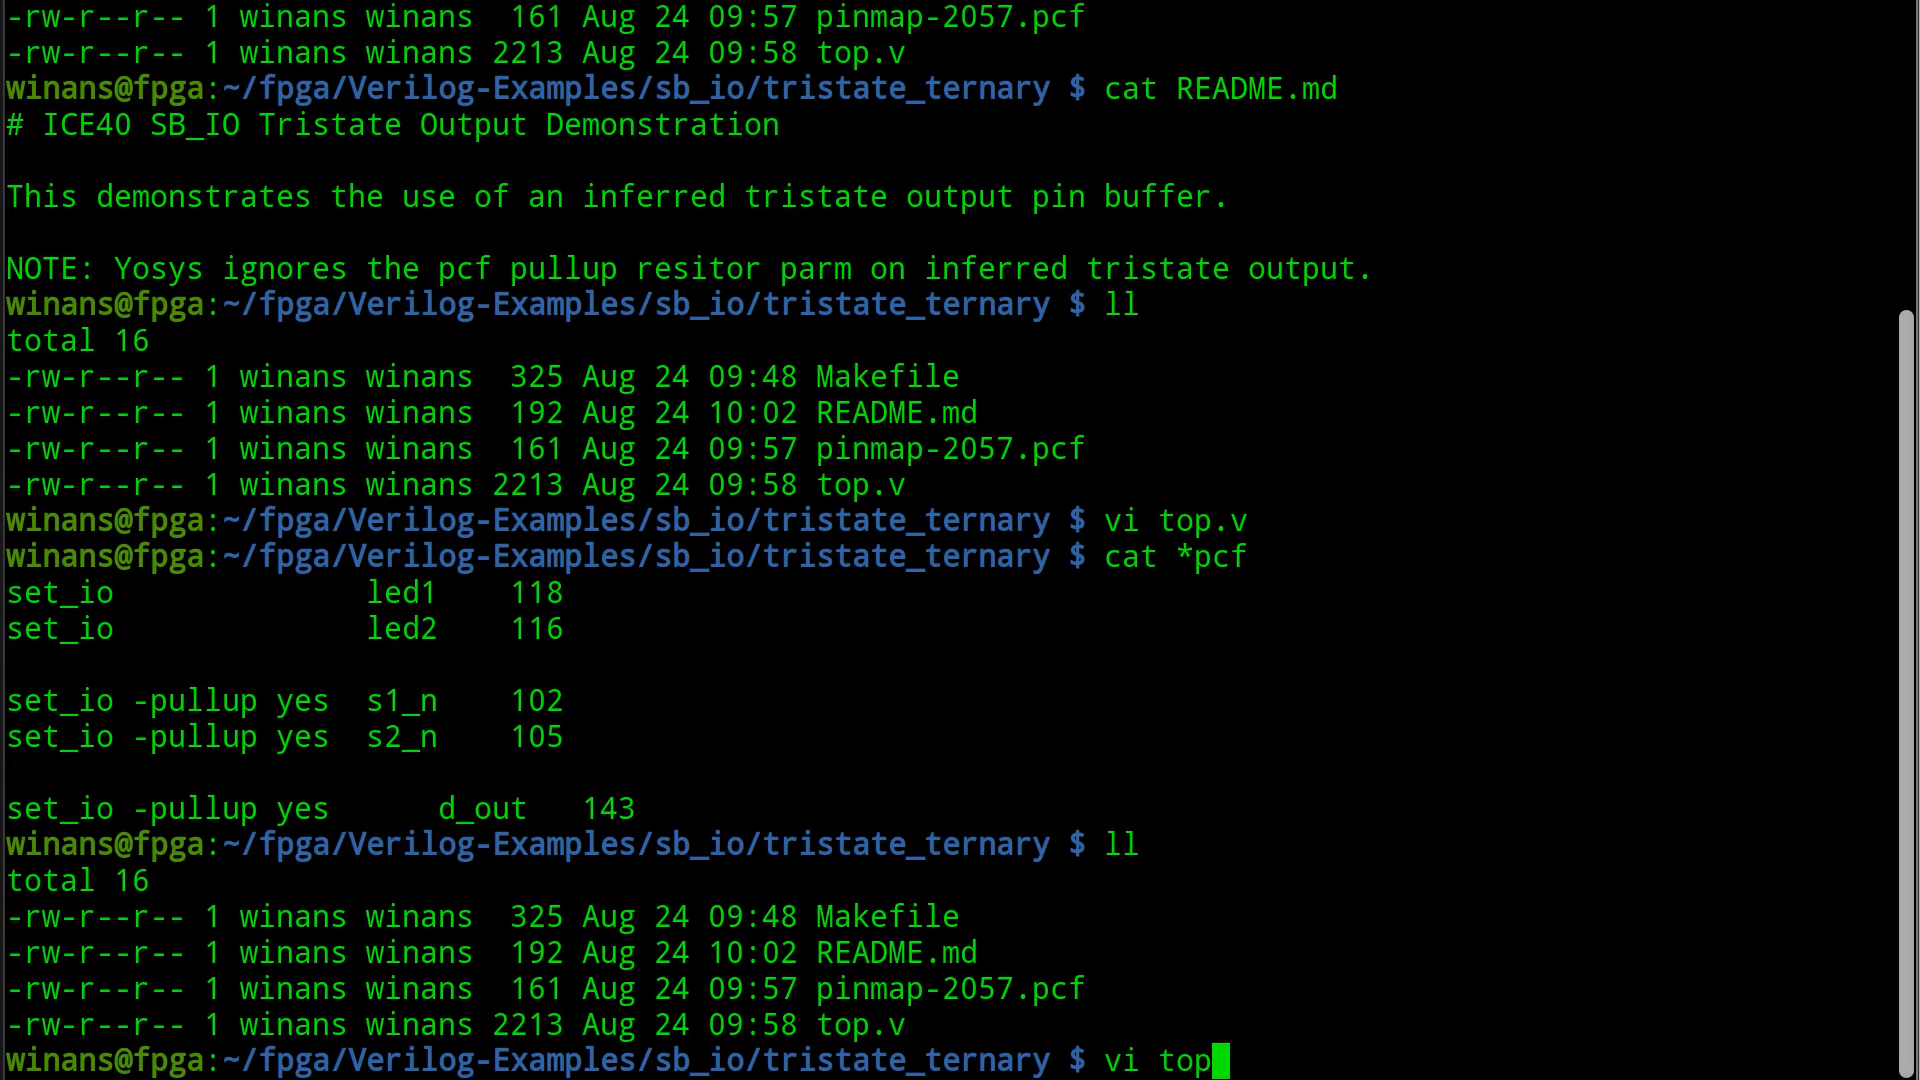 -rw-r--r-- 1 winans winans  161 Aug 24 09:57 pinmap-2057.pcf
-rw-r--r-- 1 winans winans 2213 Aug 24 09:58 top.v
winans@fpga:~/fpga/Verilog-Examples/sb_io/tristate_ternary $ cat README.md
# ICE40 SB_IO Tristate Output Demonstration
This demonstrates the use of an inferred tristate output pin buffer.
NOTE: Yosys ignores the pcf pullup resitor parm on inferred tristate output.
winans@fpga:~/fpga/Verilog-Examples/sb_io/tristate_ternary $ ll
total 16
-rw-r--r-- 1 winans winans  325 Aug 24 09:48 Makefile
-rw-r--r-- 1 winans winans  192 Aug 24 10:02 README.md
-rw-r--r-- 1 winans winans  161 Aug 24 09:57 pinmap-2057.pcf
-rw-r--r-- 1 winans winans 2213 Aug 24 09:58 top.v
winans@fpga:~/fpga/Verilog-Examples/sb_io/tristate_ternary $ vi top.v
winans@fpga:~/fpga/Verilog-Examples/sb_io/tristate_ternary $ cat *pcf
set_io              led1    118
set_io              led2    116
set_io -pullup yes  s1_n    102
set_io -pullup yes  s2_n    105
set_io -pullup yes      d_out   143
winans@fpga:~/fpga/Verilog-Examples/sb_io/tristate_ternary $ ll
total 16
-rw-r--r-- 1 winans winans  325 Aug 24 09:48 Makefile
-rw-r--r-- 1 winans winans  192 Aug 24 10:02 README.md
-rw-r--r-- 1 winans winans  161 Aug 24 09:57 pinmap-2057.pcf
-rw-r--r-- 1 winans winans 2213 Aug 24 09:58 top.v
winans@fpga:~/fpga/Verilog-Examples/sb_io/tristate_ternary $ vi top